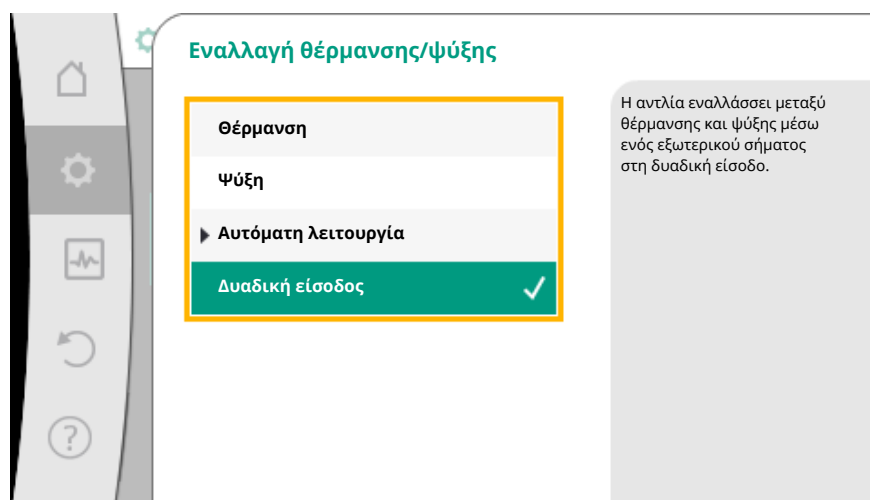 Εναλλαγή θέρμανσης/ψύξης
Θέρμανση
Ψύξη
Αυτόματη λειτουργία
Δυαδική είσοδος
Η αντλία εναλλάσσει μεταξύ
θέρμανσης και ψύξης μέσω
ενός εξωτερικού σήματος
στη δυαδική είσοδο.